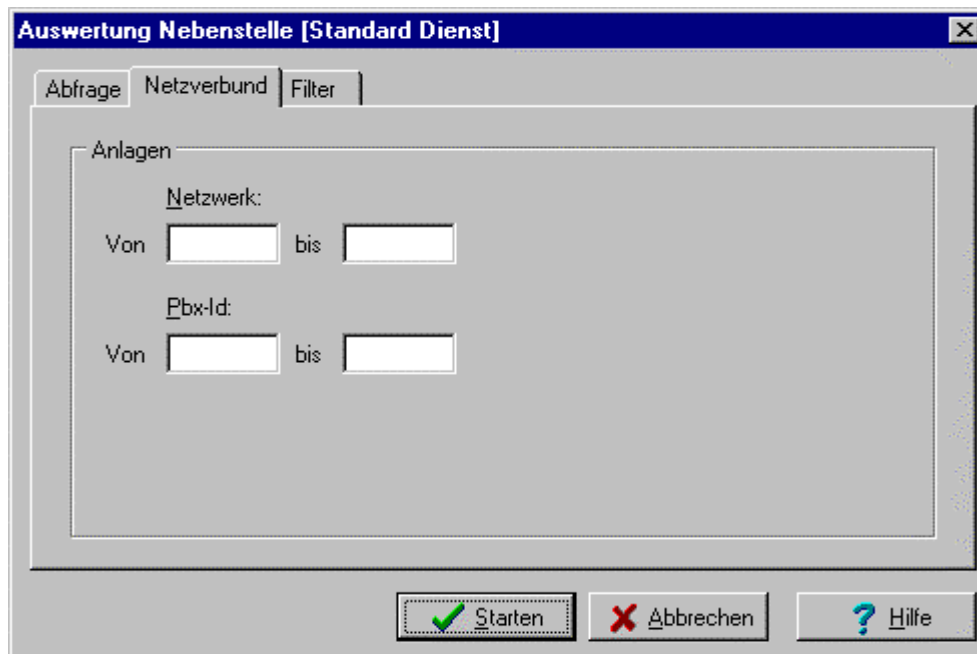 Auswertung Nebenstelle [Standard Dienst]
Abfrage Netzverbund Filter
Anlagen
Netzwerk:
Von bis
Pbx-Id:
Von bis
Starten Abbrechen ? Hilfe